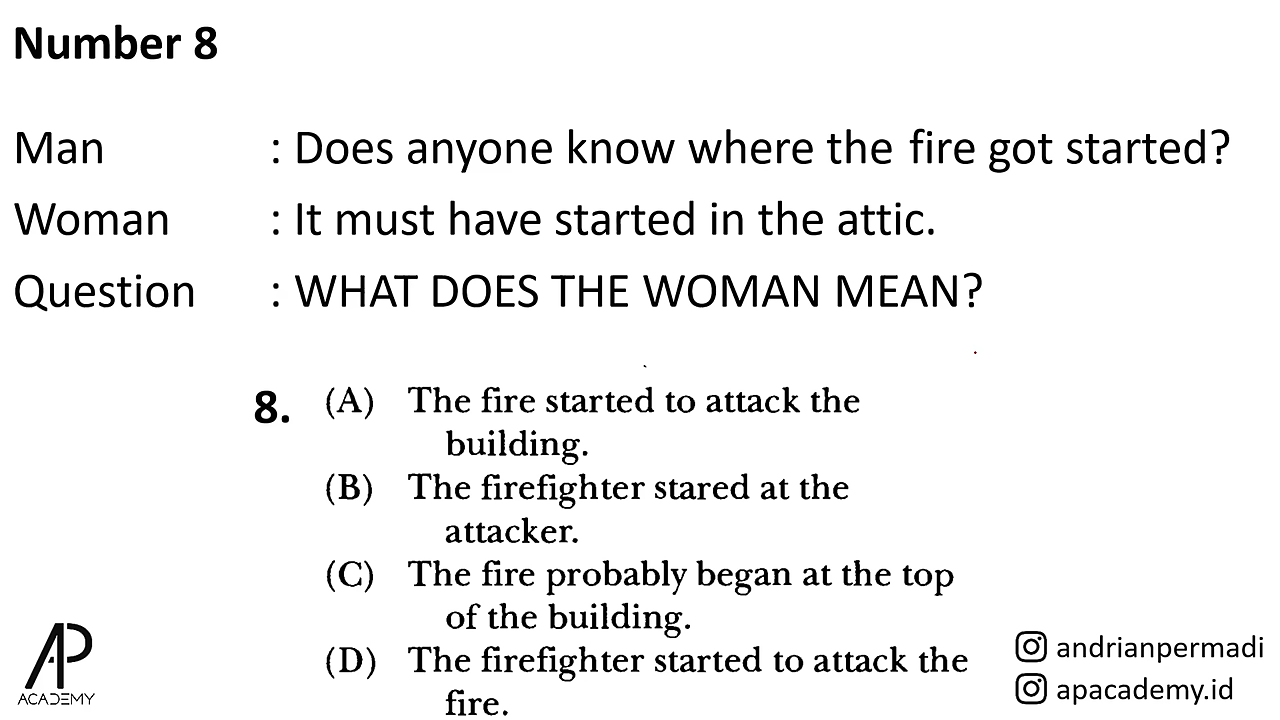 Number 8
Man : Does anyone know where the fire got started?
Woman : It must have started in the attic.
Question : WHAT DOES THE WOMAN MEAN?
8. (A) The fire started to attack the
building.
(B) The firefighter stared at the
attacker.
(C) The fire probably began at the top
of the building.
(D) The firefighter started to attack the
fire.
AP
ACADEMY
andrianpermadi
apacademy.id